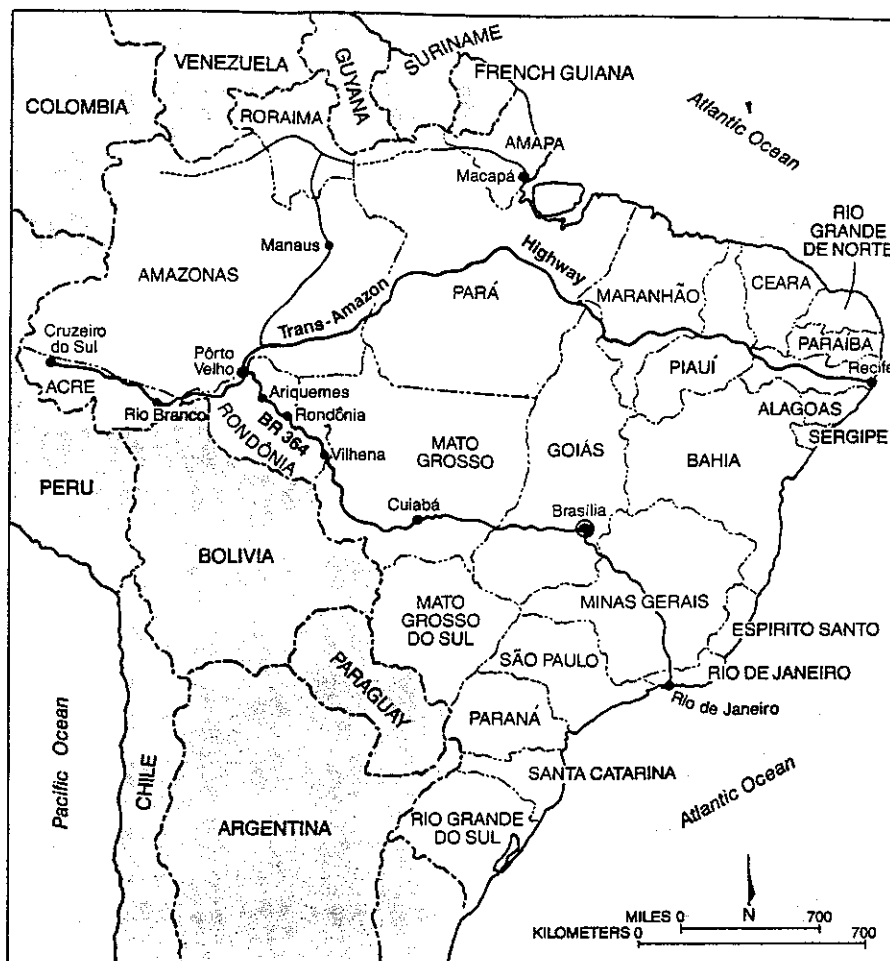 VENEZUELA
GUYANA
SURINAME
FRENCH GUIANA
COLOMBIA
RORAIMA
AMAPA
Atlantic Ocean
Macapá
RIO
GRANDE
DE NORTE
Manaus
AMAZONAS
Trans-Amazon
Highway
PARÁ
MARANHÃO
CEARA
Cruzeiro
do Sul
Pôrto
Velho
PIAUÍ
PARAÍBA
Recife
ACRE
Rio Branco
Ariquemes
Rondônia
BR 364
RONDÔNIA
Vilhena
ALAGOAS
SERGIPE
MATO
GROSSO
GOIÁS
BAHIA
PERU
Cuiabá
Brasília
BOLIVIA
MATO
GROSSO
DO SUL
MINAS GERAIS
ESPIRITO SANTO
SÃO PAULO
RIO DE JANEIRO
Rio de Janeiro
PARAGUAY
PARANÁ
Pacific Ocean
CHILE
SANTA CATARINA
Atlantic Ocean
ARGENTINA
RIO GRANDE
DO SUL
N
MILES 0 700
KILOMETERS 0 700